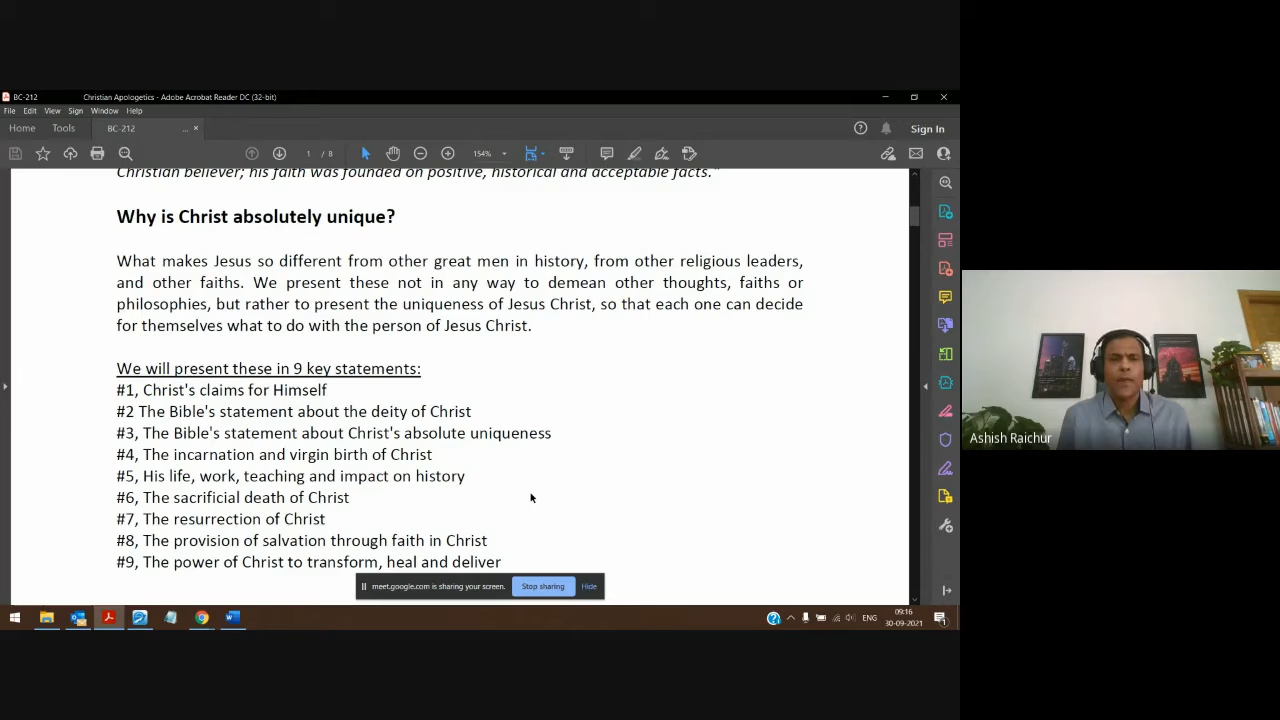 BC-212 Christian Apologetics - Adobe Acrobat Reader DC (32-bit)
File Edit View Sign Window Help
Home Tools BC-212 ... × Sign In
1 / 8 154%
Christian believer; his faith was founded on positive, historical and acceptable facts."
Why is Christ absolutely unique?
What makes Jesus so different from other great men in history, from other religious leaders,
and other faiths. We present these not in any way to demean other thoughts, faiths or
philosophies, but rather to present the uniqueness of Jesus Christ, so that each one can decide
for themselves what to do with the person of Jesus Christ.
We will present these in 9 key statements:
#1, Christ's claims for Himself
#2 The Bible's statement about the deity of Christ
#3, The Bible's statement about Christ's absolute uniqueness
#4, The incarnation and virgin birth of Christ
#5, His life, work, teaching and impact on history
#6, The sacrificial death of Christ
#7, The resurrection of Christ
#8, The provision of salvation through faith in Christ
#9, The power of Christ to transform, heal and deliver
meet.google.com is sharing your screen. Stop sharing Hide
ENG 09:16
30-09-2021
Ashish Raichur